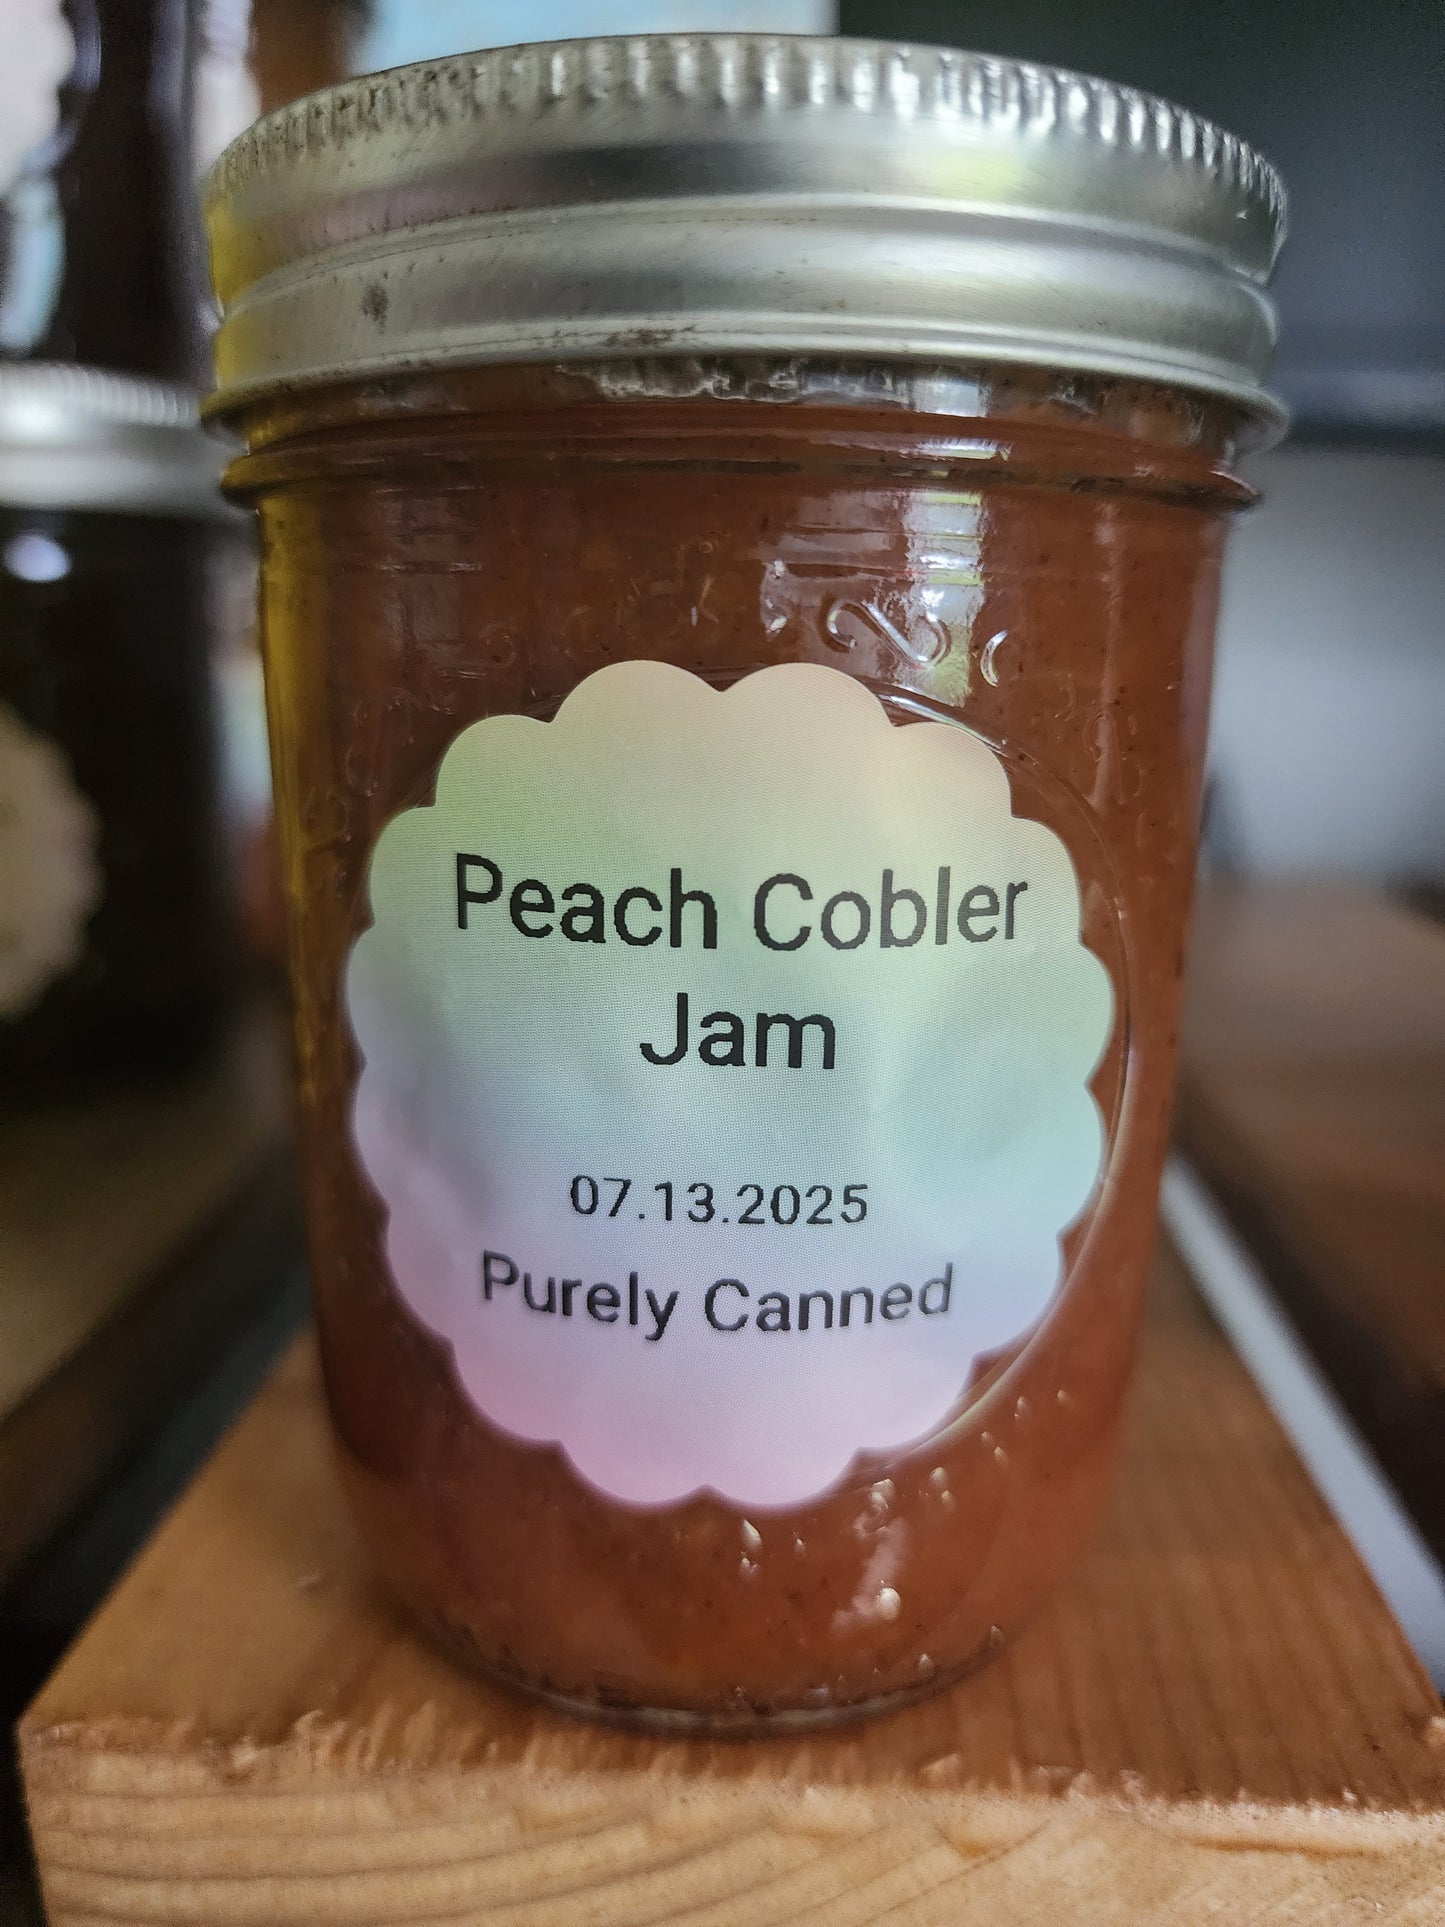 Peach Cobler
Jam
07.13.2025
Purely Canned